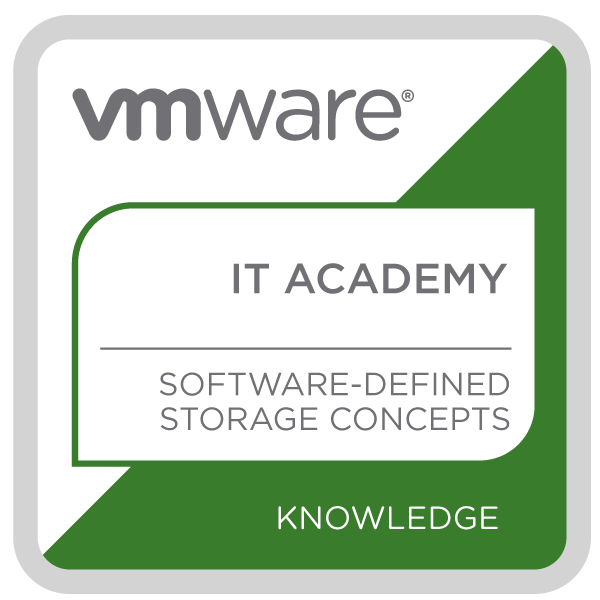 vmware®
IT ACADEMY
SOFTWARE-DEFINED
STORAGE CONCEPTS
KNOWLEDGE